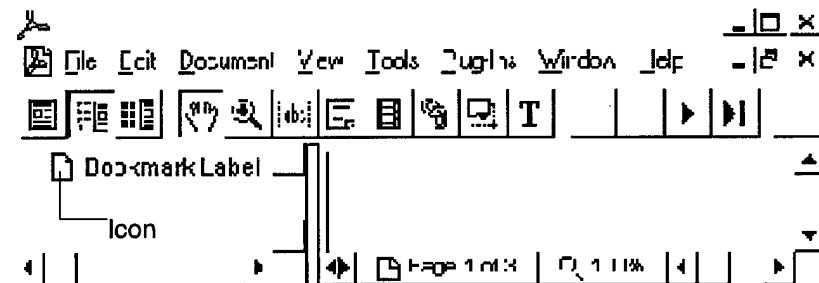 File Edit Document View Tools Plug-Ins Window Help
T
Bookmark Label
Icon
Page 1 of 3